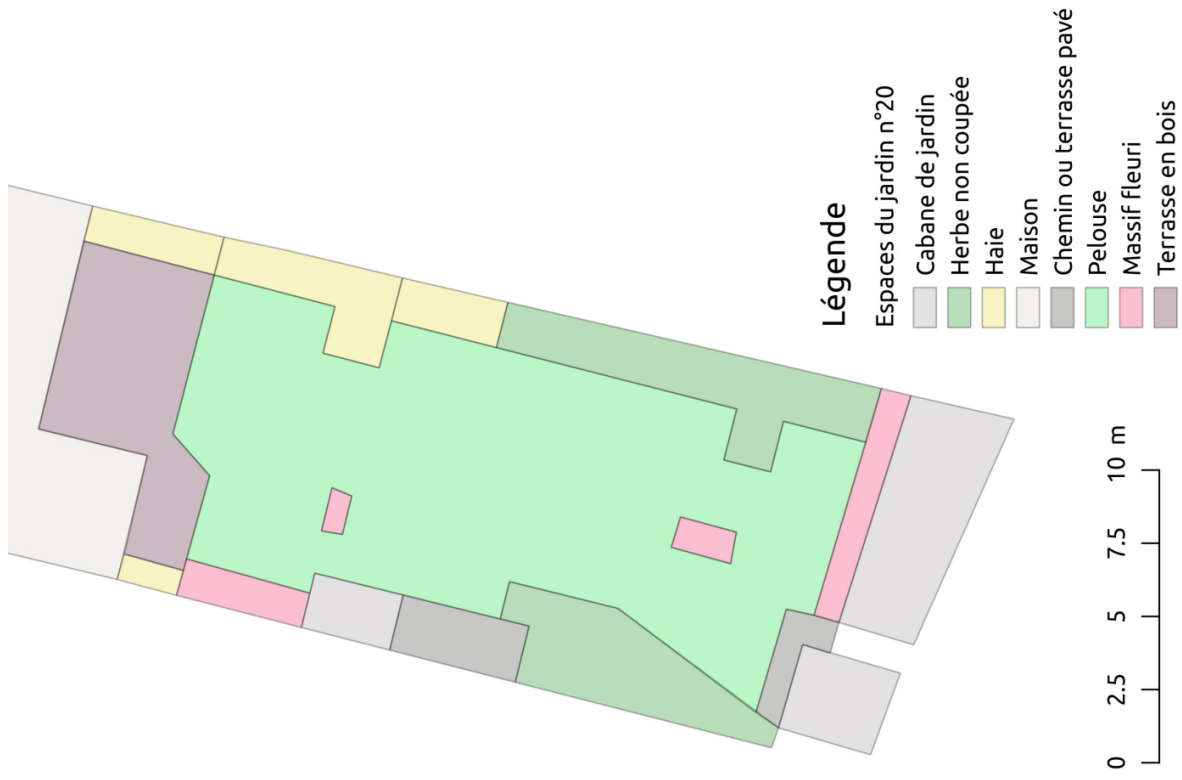 Légende
Espaces du jardin n°20
Cabane de jardin
Herbe non coupée
Haie
Maison
Chemin ou terrasse pavé
Pelouse
Massif fleuri
Terrasse en bois
0 2.5 5 7.5 10 m